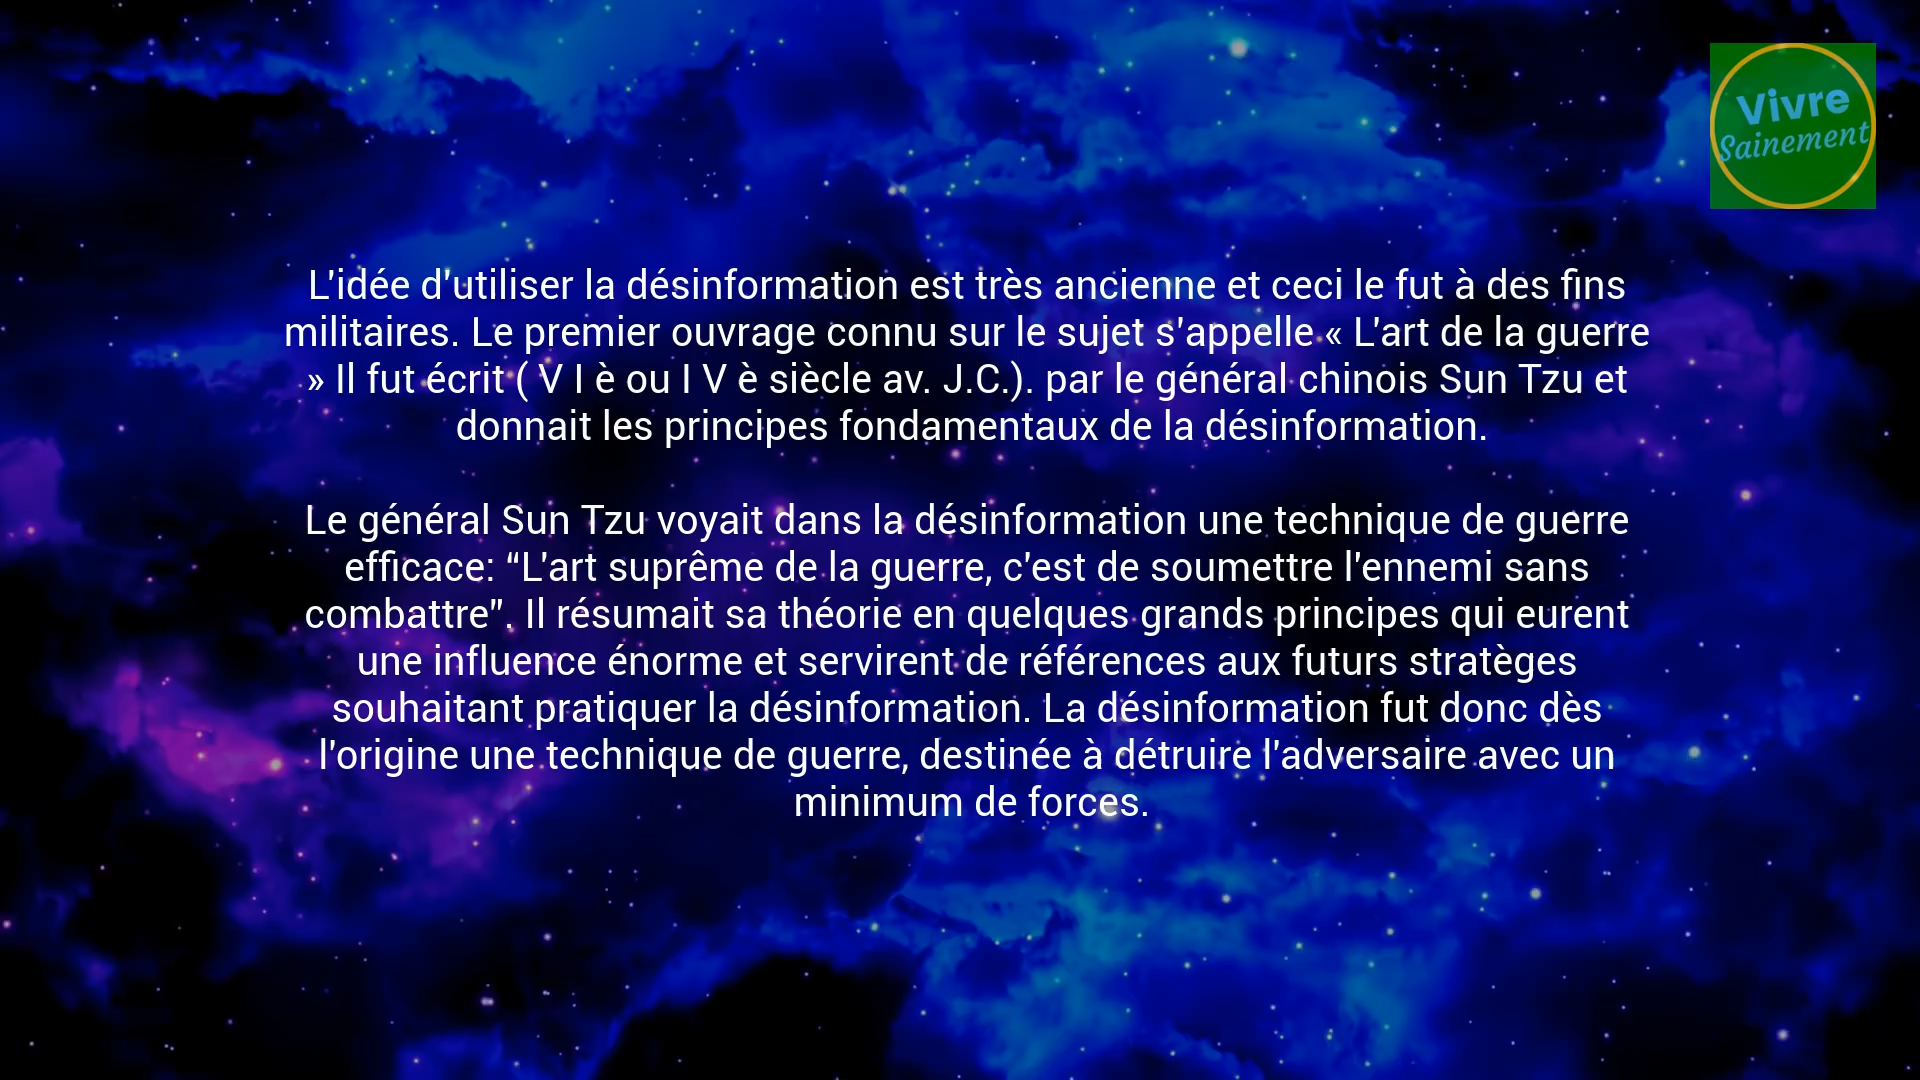 Vivre
Sainement
L'idée d'utiliser la désinformation est très ancienne et ceci le fut à des fins
militaires. Le premier ouvrage connu sur le sujet s'appelle « L'art de la guerre
» Il fut écrit ( V I è ou I V è siècle av. J.C.). par le général chinois Sun Tzu et
donnait les principes fondamentaux de la désinformation.
Le général Sun Tzu voyait dans la désinformation une technique de guerre
efficace: “L'art suprême de la guerre, c'est de soumettre l'ennemi sans
combattre". Il résumait sa théorie en quelques grands principes qui eurent
une influence énorme et servirent de références aux futurs stratèges
souhaitant pratiquer la désinformation. La désinformation fut donc dès
l'origine une technique de guerre, destinée à détruire l'adversaire avec un
minimum de forces.